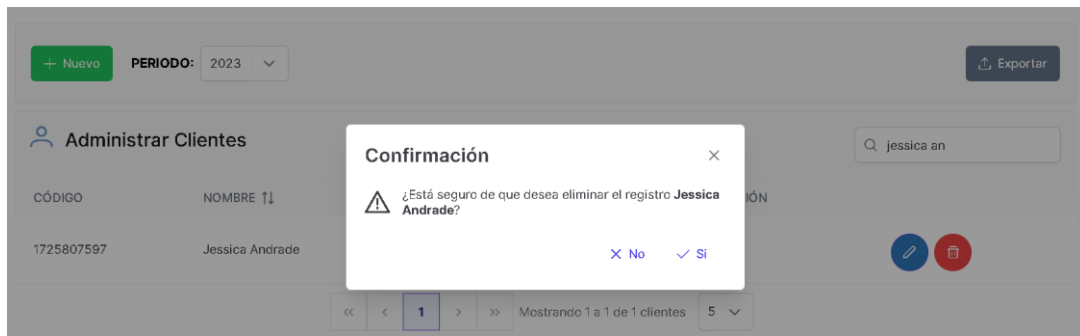 Nuevo PERIODO: 2023 Exportar
Administrar Clientes jessica an
Confirmación
¿Está seguro de que desea eliminar el registro Jessica
Andrade?
No Si
CÓDIGO NOMBRE IÓN
1725807597 Jessica Andrade
<< < 1 > >> Mostrando 1 a 1 de 1 clientes 5